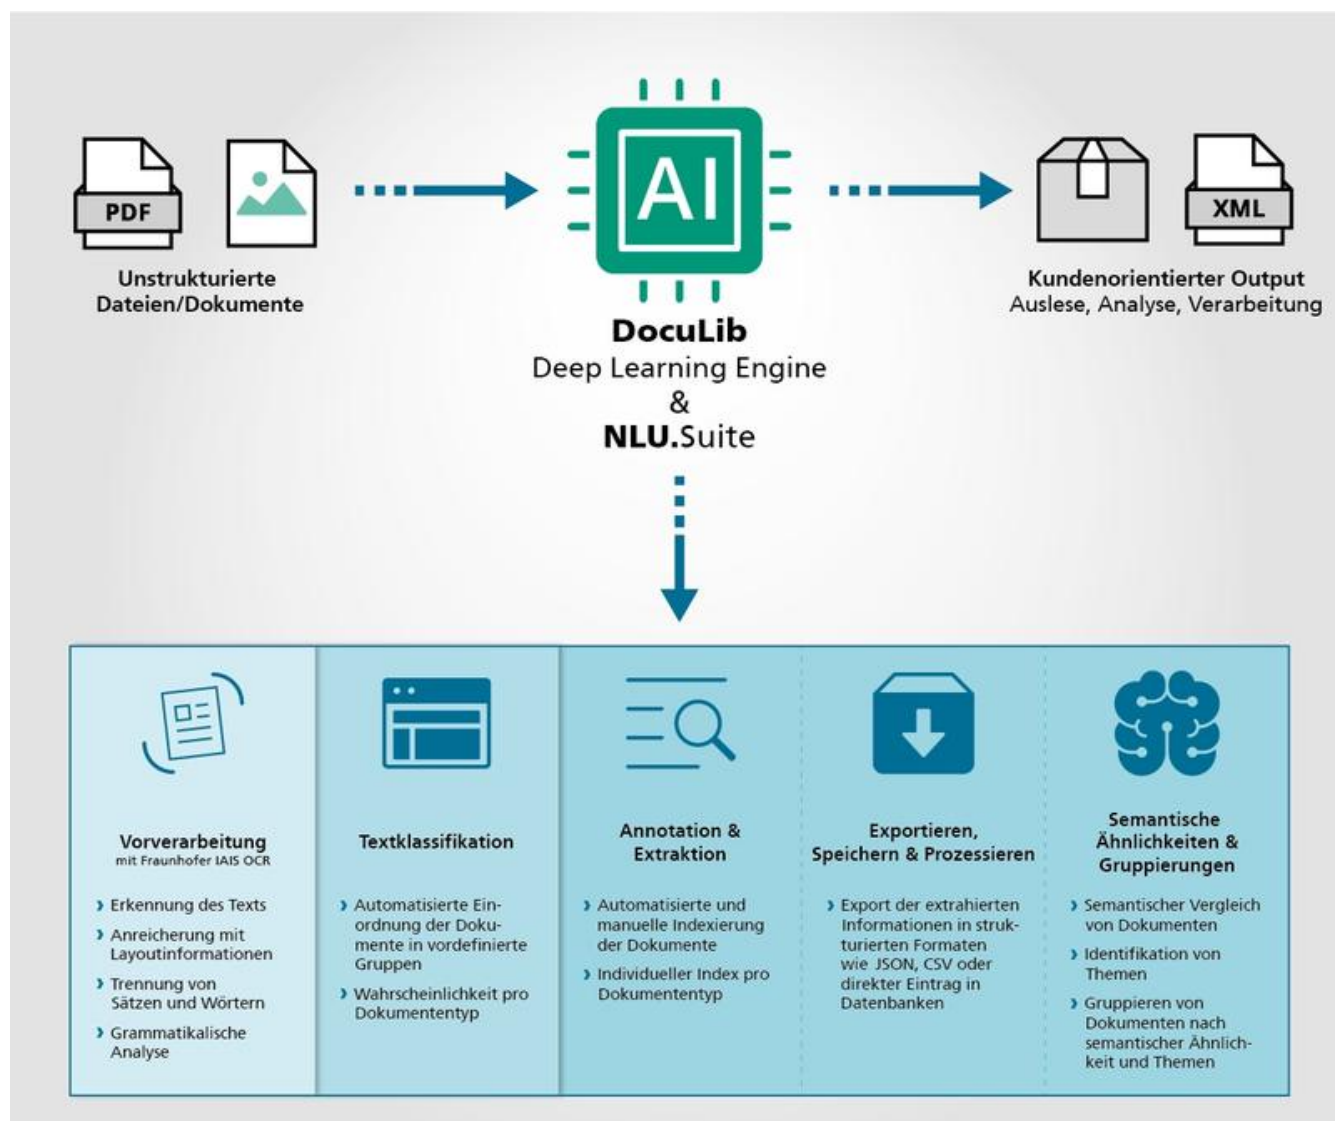 PDF
Unstrukturierte
Dateien/Dokumente
AI
DocuLib
Deep Learning Engine
&
NLU.Suite
XML
Kundenorientierter Output
Auslese, Analyse, Verarbeitung
Vorverarbeitung
mit Fraunhofer IAIS OCR
› Erkennung des Texts
› Anreicherung mit
Layoutinformationen
› Trennung von
Sätzen und Wörtern
› Grammatikalische
Analyse
Textklassifikation
› Automatisierte Ein-
ordnung der Doku-
mente in vordefinierte
Gruppen
› Wahrscheinlichkeit pro
Dokumententyp
Annotation &
Extraktion
› Automatisierte und
manuelle Indexierung
der Dokumente
› Individueller Index pro
Dokumententyp
Exportieren,
Speichern & Prozessieren
› Export der extrahierten
Informationen in struk-
turierten Formaten
wie JSON, CSV oder
direkter Eintrag in
Datenbanken
Semantische
Ähnlichkeiten &
Gruppierungen
› Semantischer Vergleich
von Dokumenten
› Identifikation von
Themen
› Gruppieren von
Dokumenten nach
semantischer Ähnlich-
keit und Themen